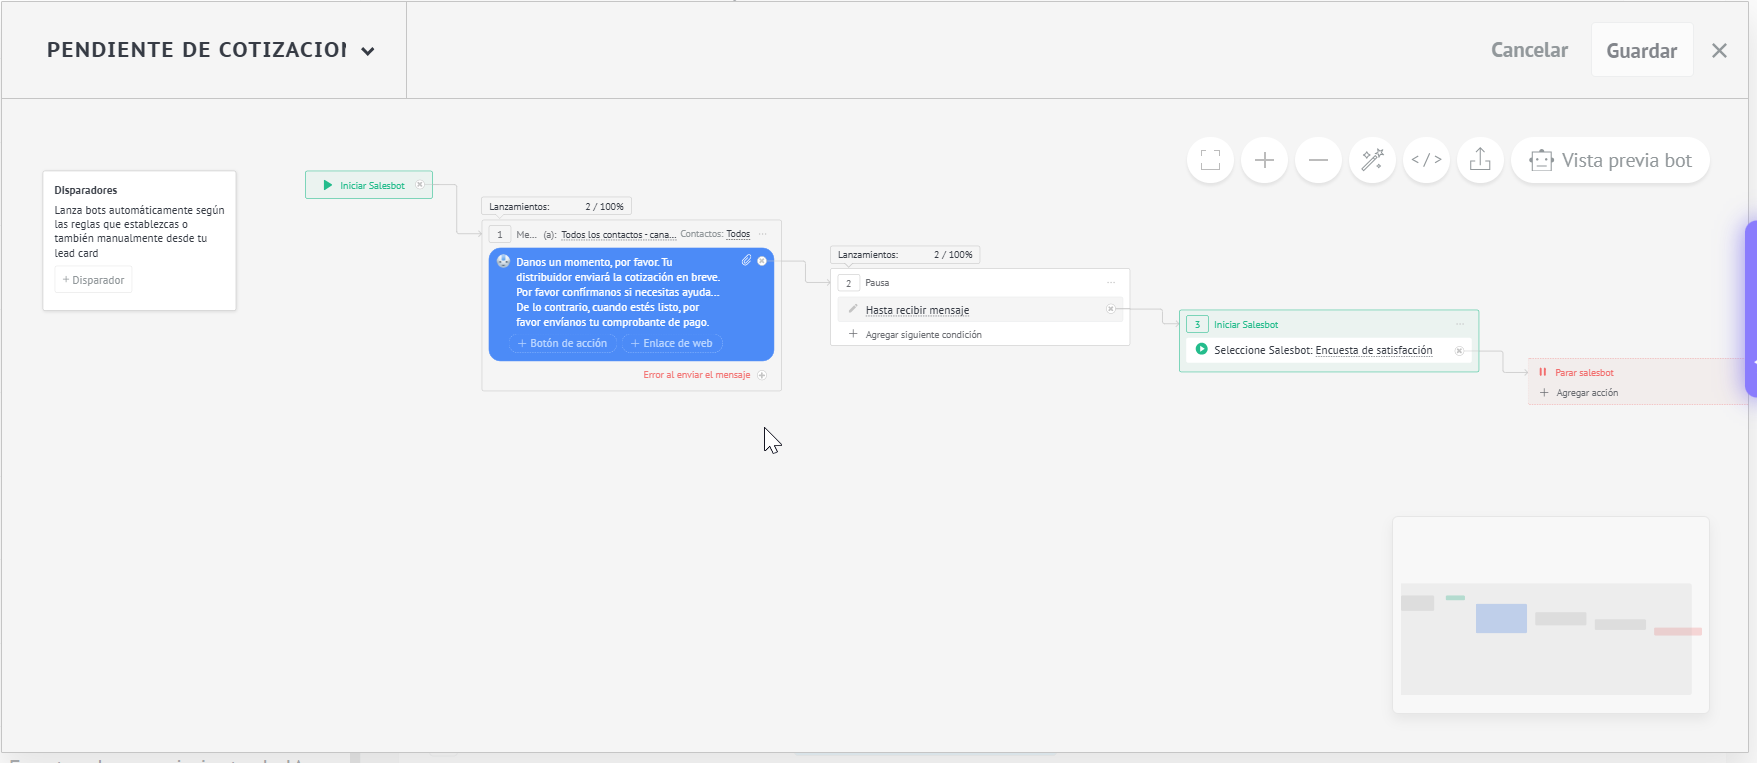 PENDIENTE DE COTIZACION
Cancelar
Guardar
</>
Vista previa bot
Disparadores
Lanza bots automáticamente según
las reglas que establezcas o
también manualmente desde tu
lead card
+ Disparador
Iniciar Salesbot
Lanzamientos: 2 / 100%
1 Me... (a): Todos los contactos - cana... Contactos: Todos ...
Danos un momento, por favor. Tu
distribuidor enviará la cotización en breve.
Por favor confírmanos si necesitas ayuda...
De lo contrario, cuando estés listo, por
favor envíanos tu comprobante de pago.
+ Botón de acción + Enlace de web
Error al enviar el mensaje
Lanzamientos: 2 / 100%
2 Pausa ...
Hasta recibir mensaje
+ Agregar siguiente condición
3 Iniciar Salesbot ...
Seleccione Salesbot: Encuesta de satisfacción
Parar salesbot
+ Agregar acción